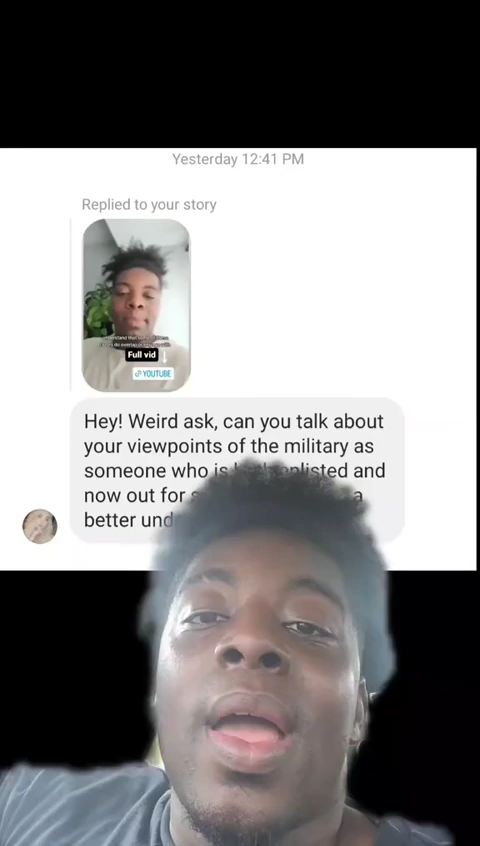 Yesterday 12:41 PM
Replied to your story
Full vid
YOUTUBE
Hey! Weird ask, can you talk about
your viewpoints of the military as
someone who is enlisted and
now out for
a
better